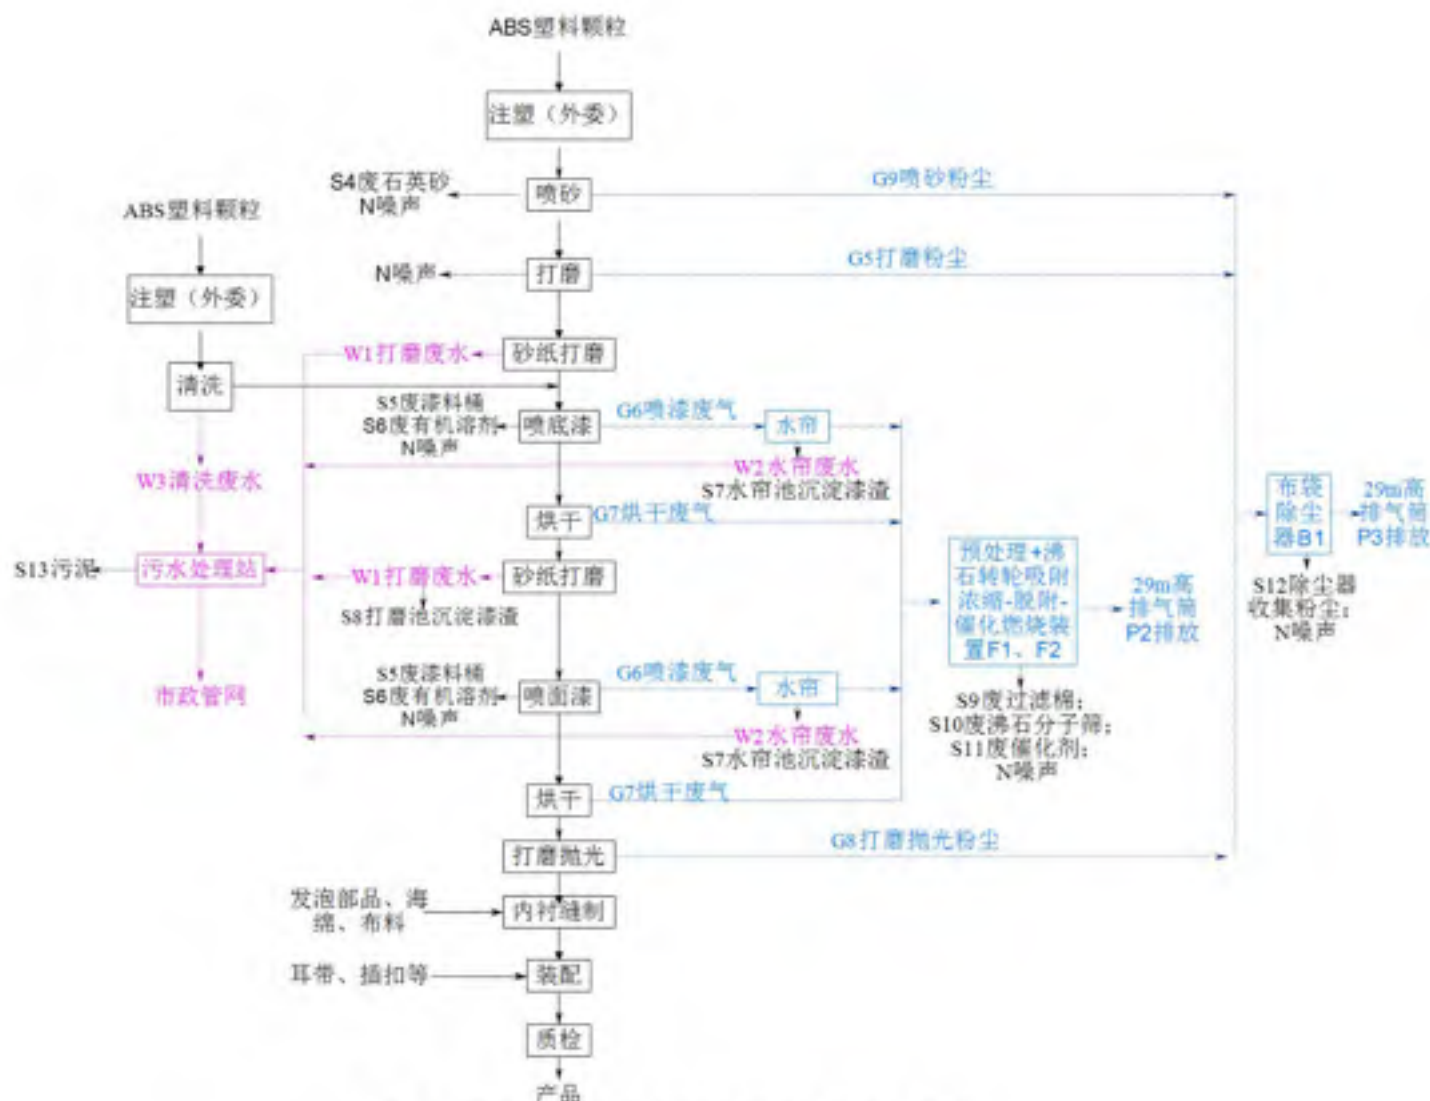 ABS塑料颗粒
注塑（外委）
S4废石英砂
N噪声
喷砂
G9喷砂粉尘
ABS塑料颗粒
注塑（外委）
N噪声
打磨
G5打磨粉尘
W1打磨废水
砂纸打磨
清洗
S5废漆料桶
S6废有机溶剂
N噪声
喷底漆
G6喷漆废气
水帘
W2水帘废水
S7水帘池沉淀漆渣
W3清洗废水
烘干
G7烘干废气
布袋
除尘
器B1
29m高
排气筒
P3排放
S12除尘器
收集粉尘；
N噪声
S13污泥
污水处理站
W1打磨废水
砂纸打磨
S8打磨池沉淀漆渣
预处理+沸
石转轮吸附
浓缩-脱附-
催化燃烧装
置F1、F2
29m高
排气筒
P2排放
市政管网
S5废漆料桶
S6废有机溶剂
N噪声
喷面漆
G6喷漆废气
水帘
W2水帘废水
S7水帘池沉淀漆渣
S9废过滤棉；
S10废沸石分子筛；
S11废催化剂；
N噪声
烘干
G7烘干废气
打磨抛光
G8打磨抛光粉尘
发泡部品、海
绵、布料
内衬缝制
耳带、插扣等
装配
质检
产品